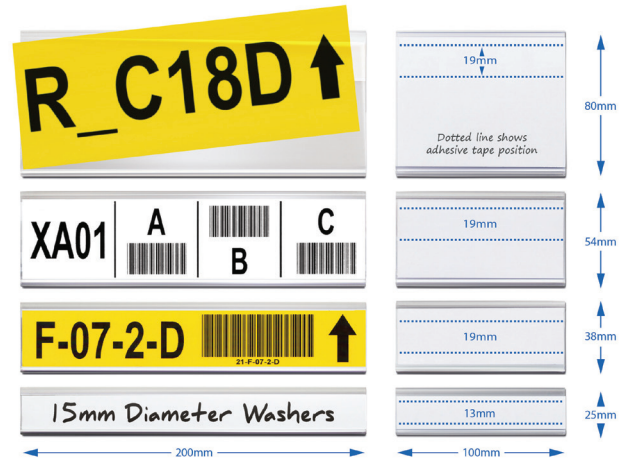 R_C18D
19mm
80mm
Dotted line shows
adhesive tape position
XA01
A
B
C
19mm
54mm
F-07-2-D
21-F-07-2-D
19mm
38mm
15mm Diameter Washers
13mm
25mm
200mm
100mm